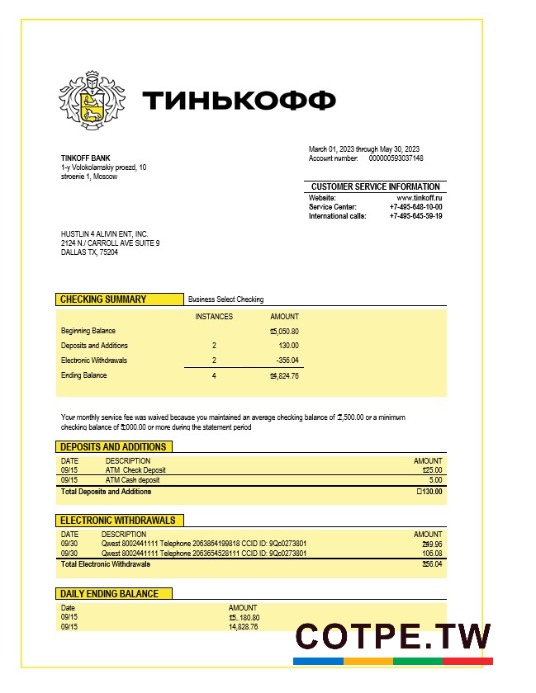 ТИНЬКОФФ
March 01, 2023 through May 30, 2023
Account number: 000000593037148
TINKOFF BANK
1-y Volokolamskiy proezd, 10
stroenie 1, Moscow
CUSTOMER SERVICE INFORMATION
Website: www.tinkoff.ru
Service Center: +7-495-648-10-00
International calls: +7-495-645-59-19
HUSTLIN 4 ALIVIN ENT, INC.
2124 N./ CARROLL AVE SUITE 9
DALLAS TX, 75204
CHECKING SUMMARY Business Select Checking
INSTANCES AMOUNT
Beginning Balance 5,050.80
Deposits and Additions 2 130.00
Electronic Withdrawals 2 -356.04
Ending Balance 4 4,824.76
Your monthly service fee was waived because you maintained an average checking balance of ,500.00 or a minimum
checking balance of 000.00 or more during the statement period
DEPOSITS AND ADDITIONS
DATE DESCRIPTION AMOUNT
09/15 ATM Check Deposit 125.00
09/15 ATM Cash deposit 5.00
Total Deposits and Additions 130.00
ELECTRONIC WITHDRAWALS
DATE DESCRIPTION AMOUNT
09/30 Qwest 8002441111 Telephone 2063864199818 CCID ID: 9Qc0273801
09/30 Qwest 8002441111 Telephone 2063654528111 CCID ID: 9Qc0273801 106.08
Total Electronic Withdrawals 356.04
DAILY ENDING BALANCE
Date AMOUNT
09/15 15, 180.80
09/15 14,828.76
COTPE.TW